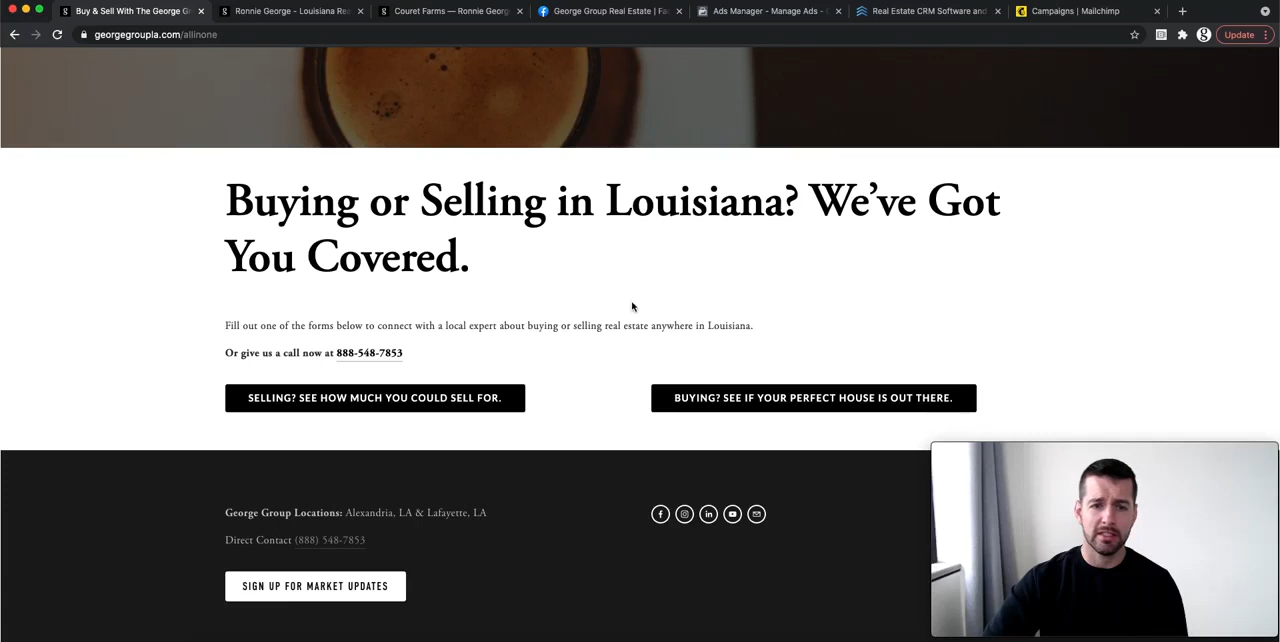 Buy & Sell With The George Gr
Ronnie George - Louisiana Rea
Couret Farms — Ronnie Georg
George Group Real Estate | Fa
Ads Manager - Manage Ads -
Real Estate CRM Software and
Campaigns | Mailchimp
georgegroupla.com/allinone
Update
Buying or Selling in Louisiana? We’ve Got
You Covered.
Fill out one of the forms below to connect with a local expert about buying or selling real estate anywhere in Louisiana.
Or give us a call now at 888-548-7853
SELLING? SEE HOW MUCH YOU COULD SELL FOR.
BUYING? SEE IF YOUR PERFECT HOUSE IS OUT THERE.
George Group Locations: Alexandria, LA & Lafayette, LA
Direct Contact (888) 548-7853
SIGN UP FOR MARKET UPDATES